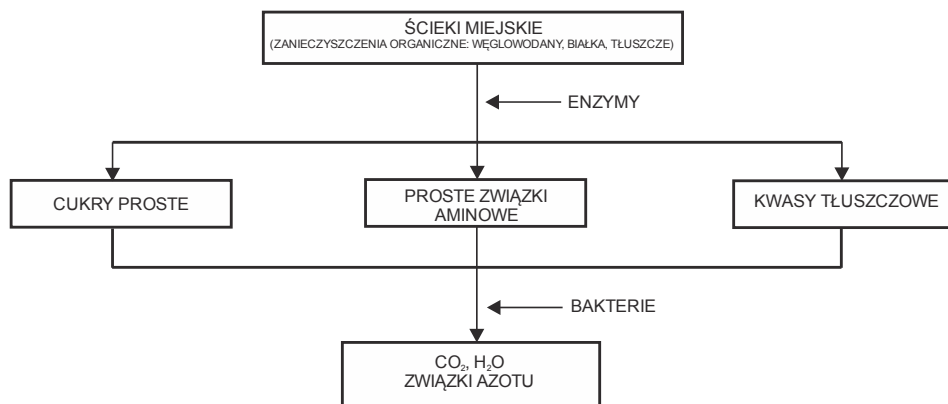 ŚCIEKI MIEJSKIE
(ZANIECZYSZCZENIA ORGANICZNE: WĘGLOWODANY, BIAŁKA, TŁUSZCZE)
ENZYMY
CUKRY PROSTE
PROSTE ZWIĄZKI
AMINOWE
KWASY TŁUSZCZOWE
BAKTERIE
CO₂, H₂O
ZWIĄZKI AZOTU